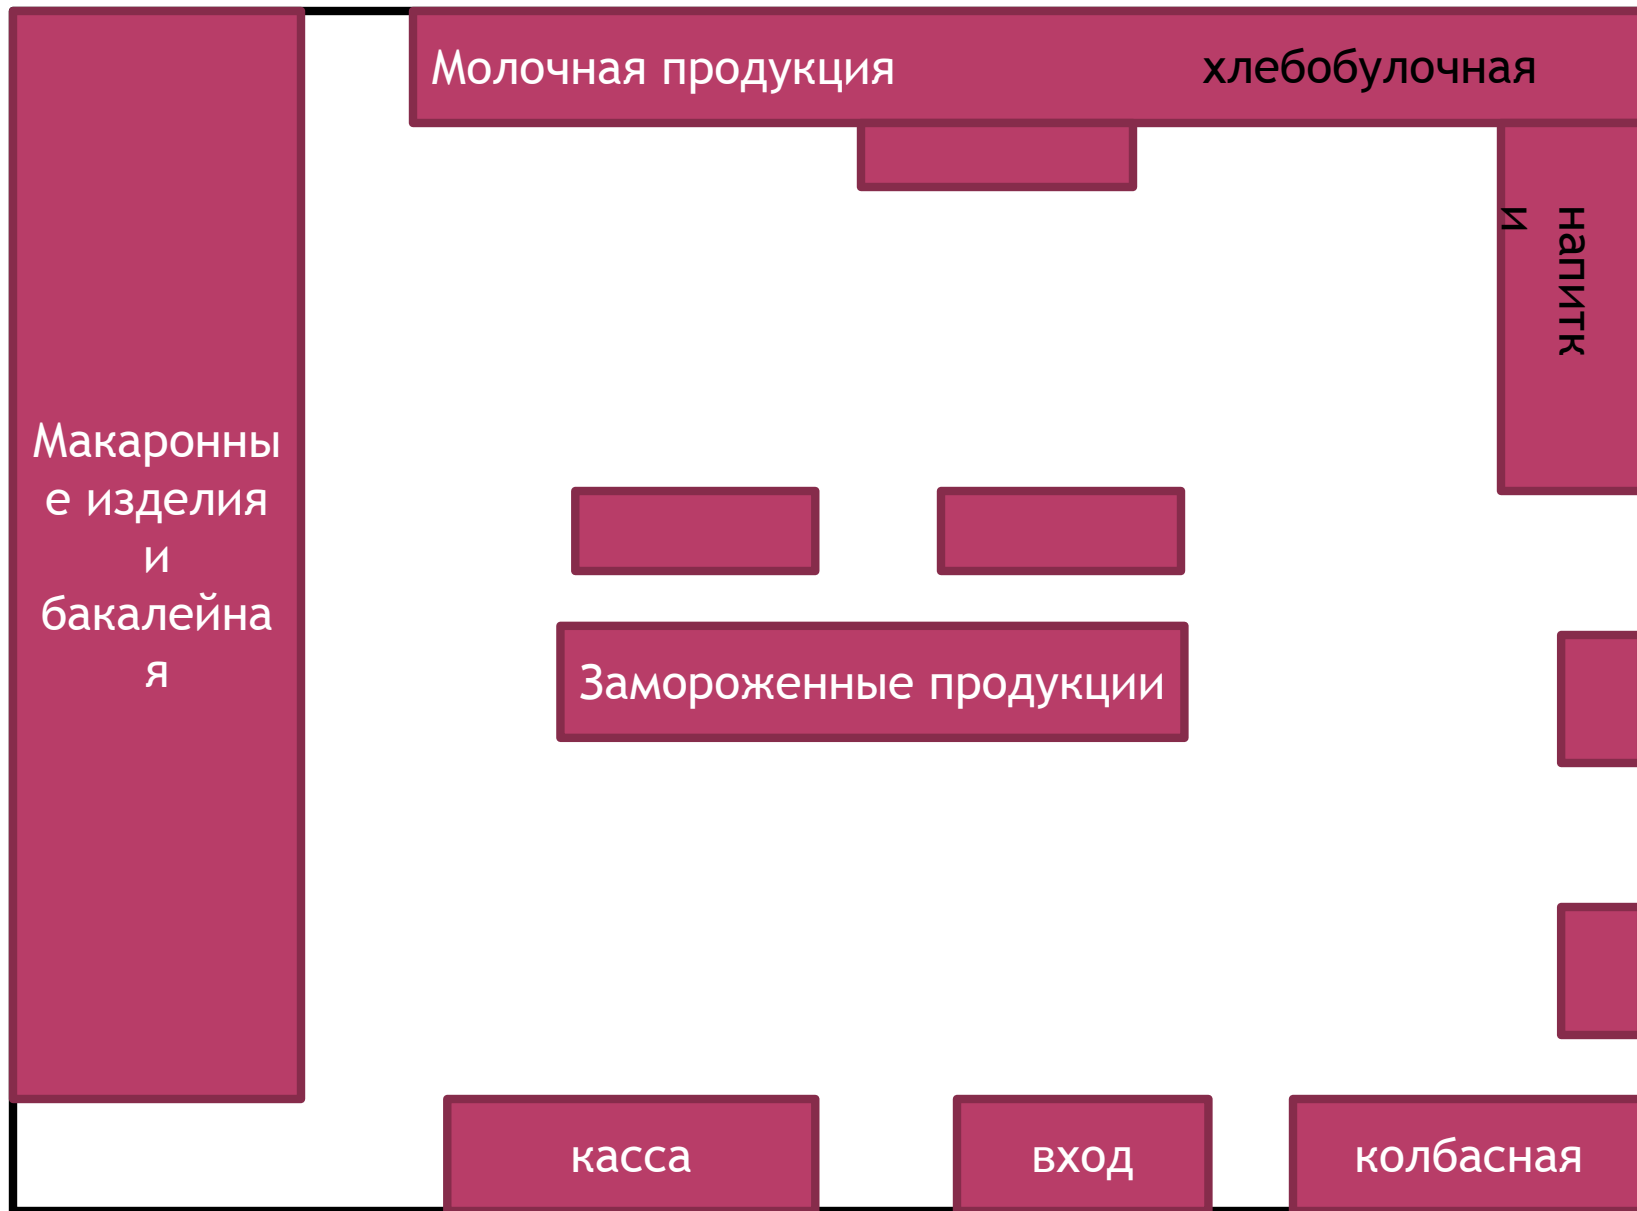 Молочная продукция
хлебобулочная
напитк
и
Макаронны
е изделия
и
бакалейна
я
Замороженные продукции
касса
вход
колбасная